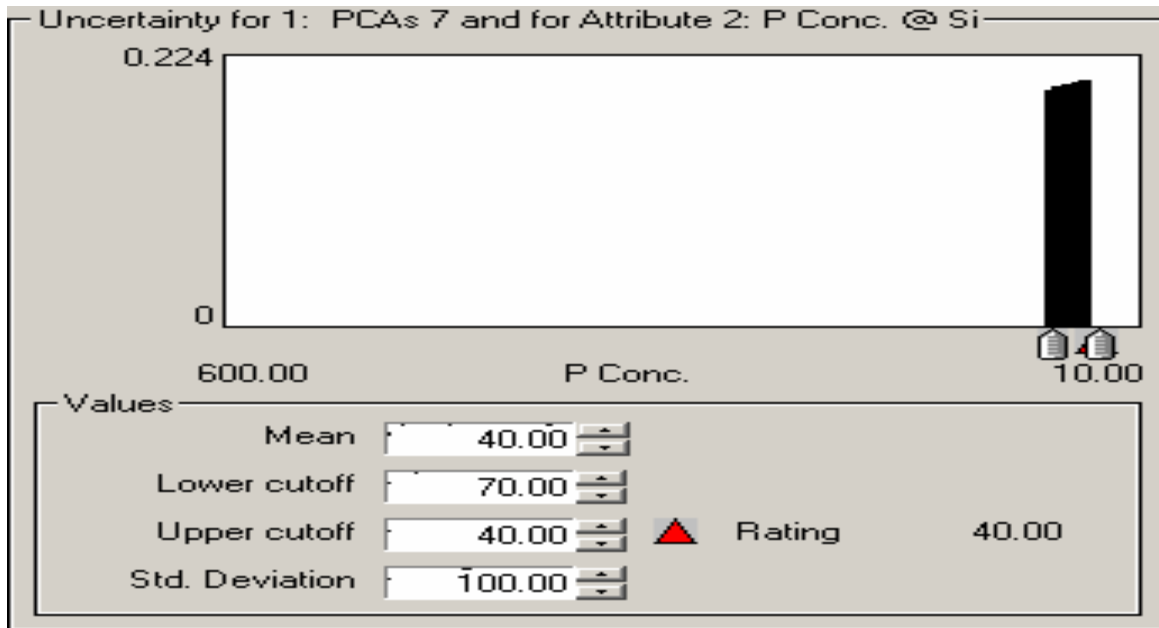 Uncertainty for 1: PCAs 7 and for Attribute 2: P Conc. @ Si
0.224
0
600.00 P Conc. 10.00
Values
Mean 40.00
Lower cutoff 70.00
Upper cutoff 40.00 Rating 40.00
Std. Deviation 100.00